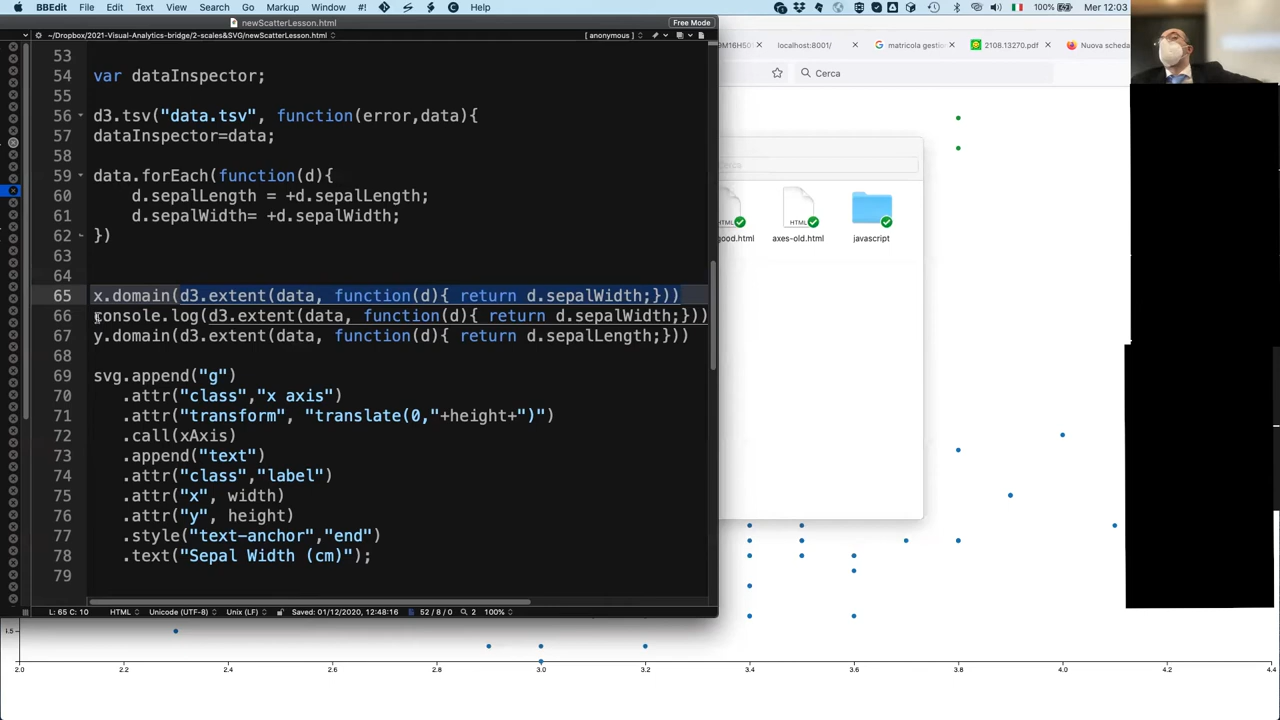 BBEdit File Edit Text View Search Go Markup Window #! Help 100% Mer 12:03
newScatterLesson.html
Free Mode
~/Dropbox/2021-Visual-Analytics-bridge/2-scales&SVG/newScatterLesson.html [ anonymous ]
localhost:8001/
matricola gestion
2108.13270.pdf
Nuova scheda
Cerca
53
54 var dataInspector;
55
56 d3.tsv("data.tsv", function(error,data){
57 dataInspector=data;
58
59 data.forEach(function(d){
60 d.sepalLength = +d.sepalLength;
61 d.sepalWidth= +d.sepalWidth;
62 })
63
64
65 x.domain(d3.extent(data, function(d){ return d.sepalWidth;}))
66 console.log(d3.extent(data, function(d){ return d.sepalWidth;}))
67 y.domain(d3.extent(data, function(d){ return d.sepalLength;}))
68
69 svg.append("g")
70 .attr("class","x axis")
71 .attr("transform", "translate(0,"+height+")")
72 .call(xAxis)
73 .append("text")
74 .attr("class","label")
75 .attr("x", width)
76 .attr("y", height)
77 .style("text-anchor","end")
78 .text("Sepal Width (cm)");
79
HTML HTML
good.html axes-old.html javascript
L: 65 C: 10 HTML Unicode (UTF-8) Unix (LF) Saved: 01/12/2020, 12:48:16 52 / 8 / 0 2 100%
2.0 2.2 2.4 2.6 2.8 3.0 3.2 3.4 3.6 3.8 4.0 4.2 4.4